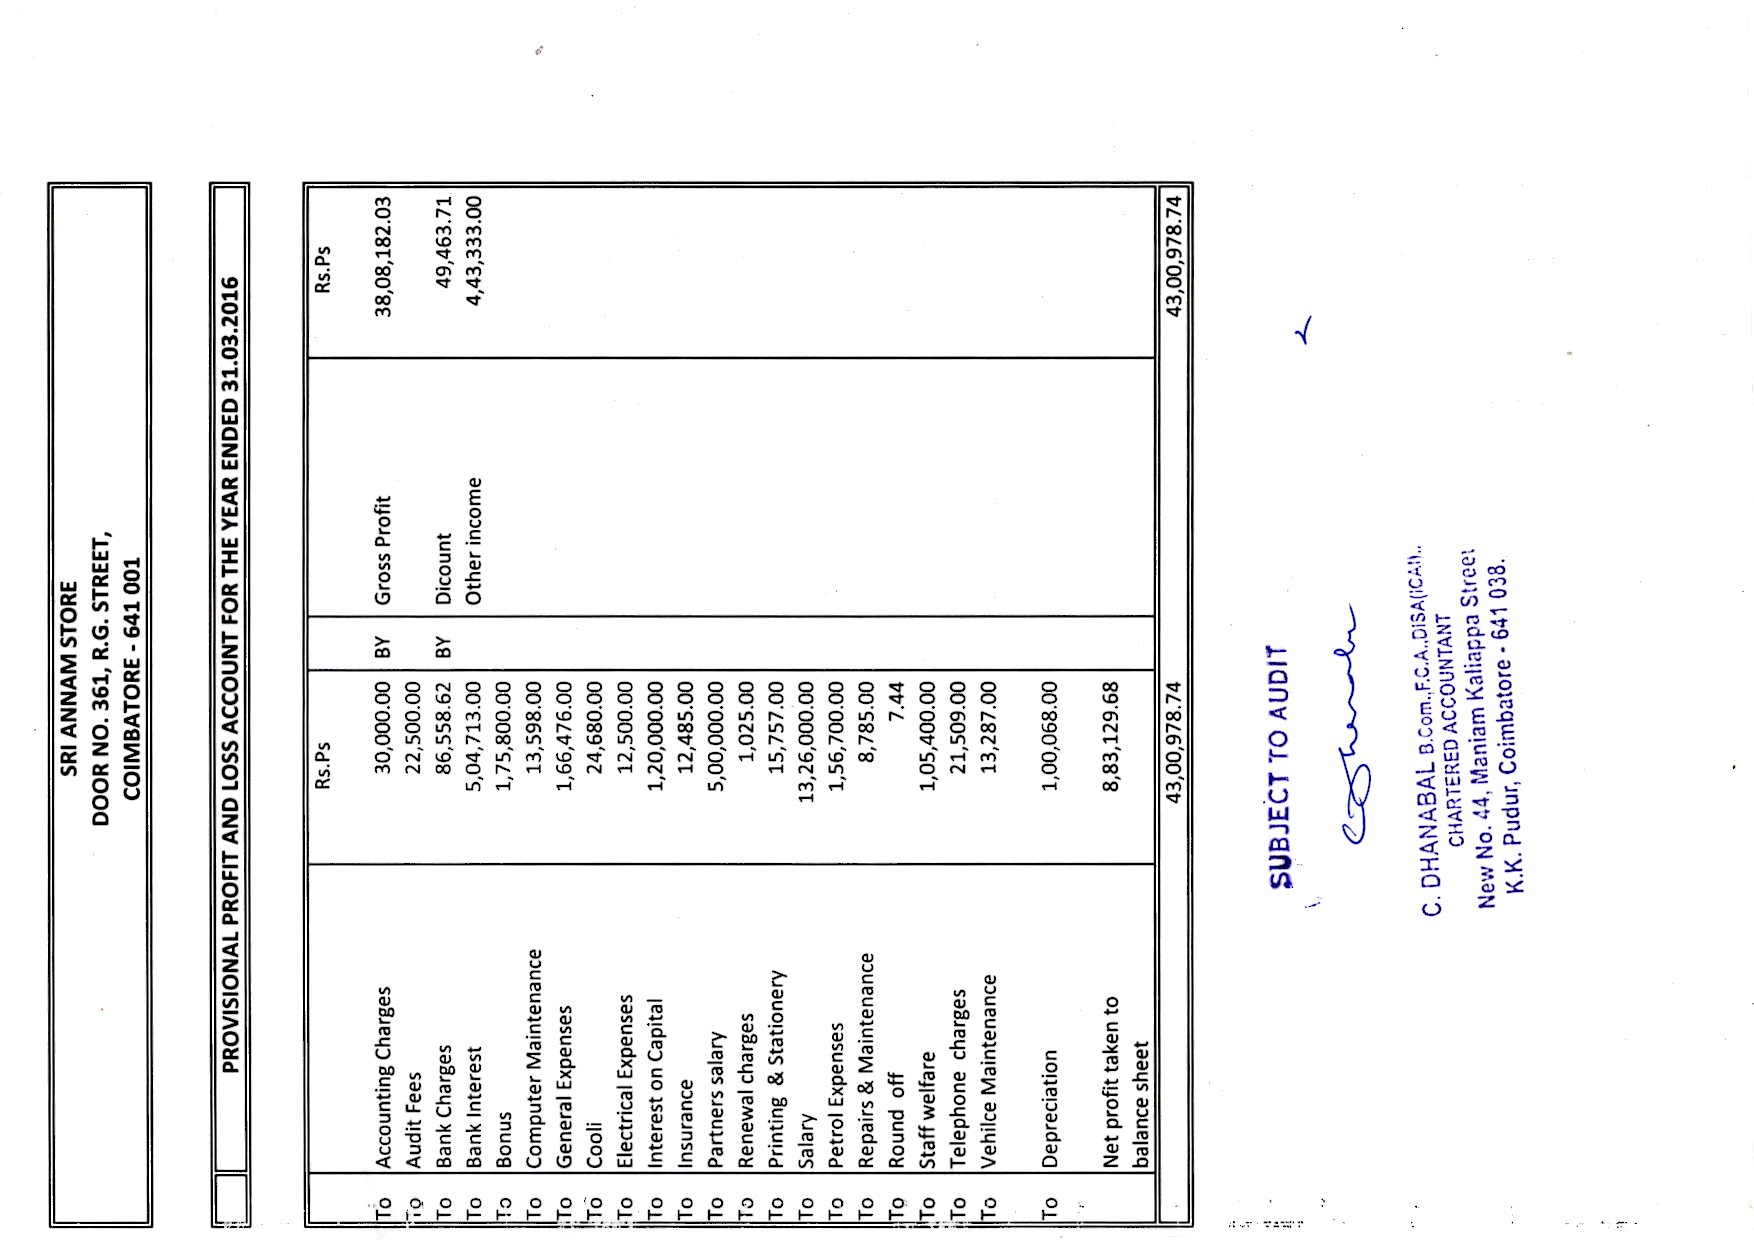 SRI ANNAM STORE
DOOR NO. 361, R.G. STREET,
COIMBATORE - 641 001
PROVISIONAL PROFIT AND LOSS ACCOUNT FOR THE YEAR ENDED 31.03.2016
Rs.Ps Rs.Ps
To Accounting Charges 30,000.00 BY Gross Profit 38,08,182.03
To Audit Fees 22,500.00
To Bank Charges 86,558.62 BY Dicount 49,463.71
To Bank Interest 5,04,713.00 Other income 4,43,333.00
To Bonus 1,75,800.00
To Computer Maintenance 13,598.00
To General Expenses 1,66,476.00
To Cooli 24,680.00
To Electrical Expenses 12,500.00
To Interest on Capital 1,20,000.00
To Insurance 12,485.00
To Partners salary 5,00,000.00
To Renewal charges 1,025.00
To Printing & Stationery 15,757.00
To Salary 13,26,000.00
To Petrol Expenses 1,56,700.00
To Repairs & Maintenance 8,785.00
To Round off 7.44
To Staff welfare 1,05,400.00
To Telephone charges 21,509.00
To Vehilce Maintenance 13,287.00
To Depreciation 1,00,068.00
Net profit taken to 8,83,129.68
balance sheet
43,00,978.74 43,00,978.74
SUBJECT TO AUDIT
C. DHANABAL B.Com.,F.C.A.,DISA(ICAI)..
CHARTERED ACCOUNTANT
New No. 44, Maniam Kaliappa Street
K.K. Pudur, Coimbatore - 641 038.